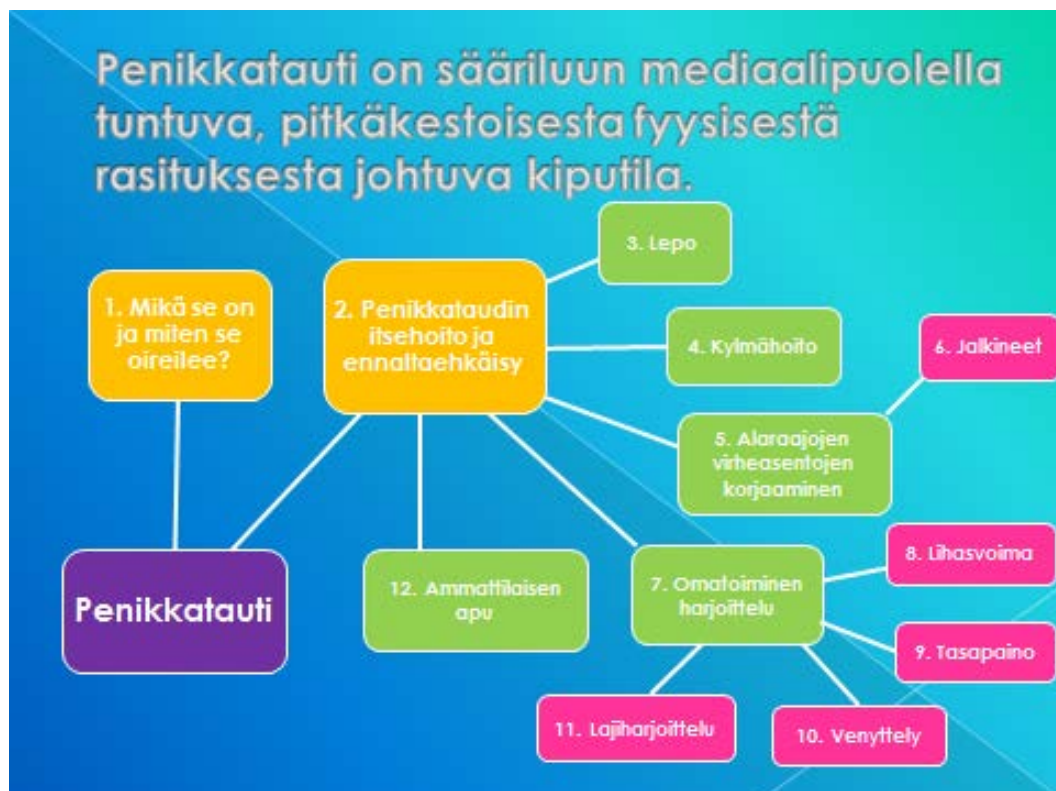 Penikkatauti on sääriluun mediaalipuolella
tuntuva, pitkäkestoisesta fyysisestä
rasituksesta johtuva kiputila.
1. Mikä se on
ja miten se
oireilee?
2. Penikkataudin
itsehoito ja
ennaltaehkäisy
3. Lepo
4. Kylmähoito
5. Alaraajojen
virheasentojen
korjaaminen
6. Jalkineet
Penikkatauti
12. Ammattilaisen
apu
7. Omatoiminen
harjoittelu
8. Lihasvoima
9. Tasapaino
10. Venyttely
11. Lajiharjoittelu